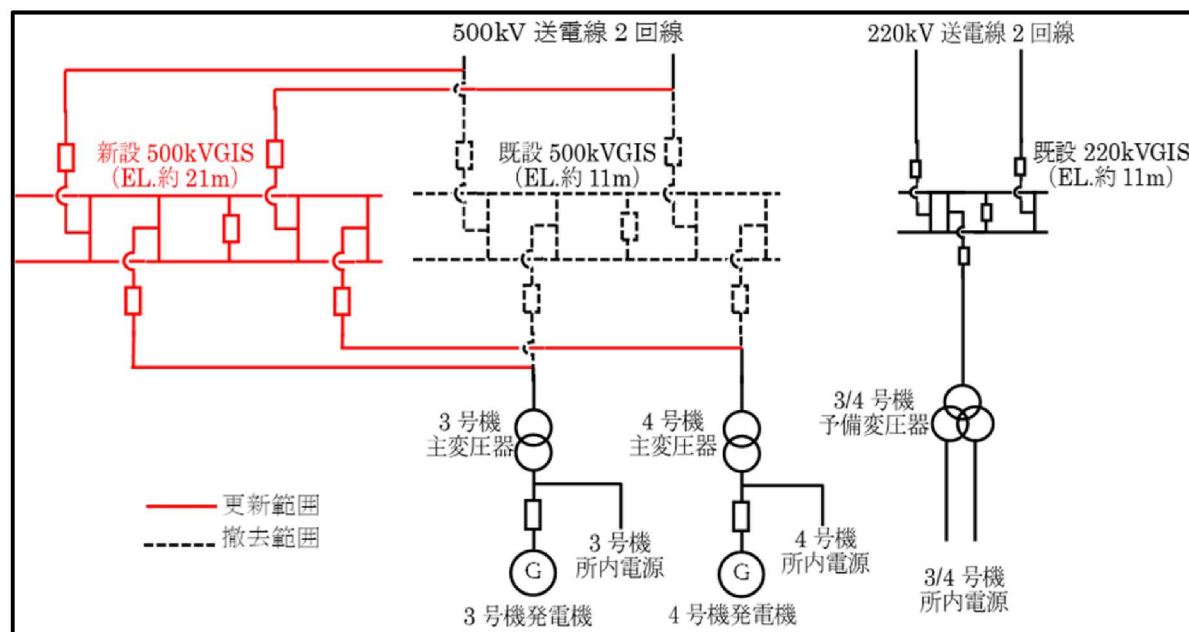 500kV 送電線 2 回線
220kV 送電線 2 回線
新設 500kVGIS
(EL.約 21m)
既設 500kVGIS
(EL.約 11m)
既設 220kVGIS
(EL.約 11m)
3 号機
主変圧器
4 号機
主変圧器
3/4 号機
予備変圧器
更新範囲
撤去範囲
3 号機
所内電源
4 号機
所内電源
G
G
3 号機発電機
4 号機発電機
3/4 号機
所内電源